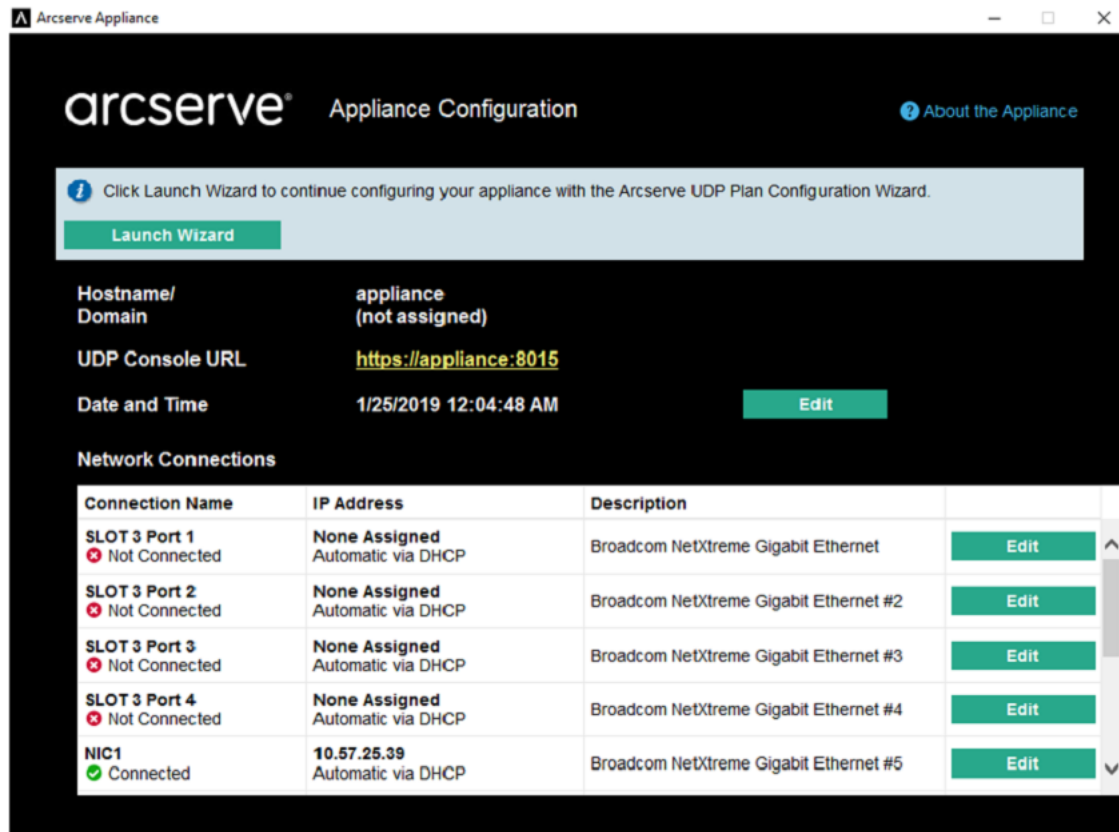 Arcserve Appliance
arcserve® Appliance Configuration
About the Appliance
Click Launch Wizard to continue configuring your appliance with the Arcserve UDP Plan Configuration Wizard.
Launch Wizard
Hostname/ appliance
Domain (not assigned)
UDP Console URL https://appliance:8015
Date and Time 1/25/2019 12:04:48 AM Edit
Network Connections
Connection Name IP Address Description
SLOT 3 Port 1 None Assigned
Not Connected Automatic via DHCP Broadcom NetXtreme Gigabit Ethernet Edit
SLOT 3 Port 2 None Assigned
Not Connected Automatic via DHCP Broadcom NetXtreme Gigabit Ethernet #2 Edit
SLOT 3 Port 3 None Assigned
Not Connected Automatic via DHCP Broadcom NetXtreme Gigabit Ethernet #3 Edit
SLOT 3 Port 4 None Assigned
Not Connected Automatic via DHCP Broadcom NetXtreme Gigabit Ethernet #4 Edit
NIC1 10.57.25.39
Connected Automatic via DHCP Broadcom NetXtreme Gigabit Ethernet #5 Edit